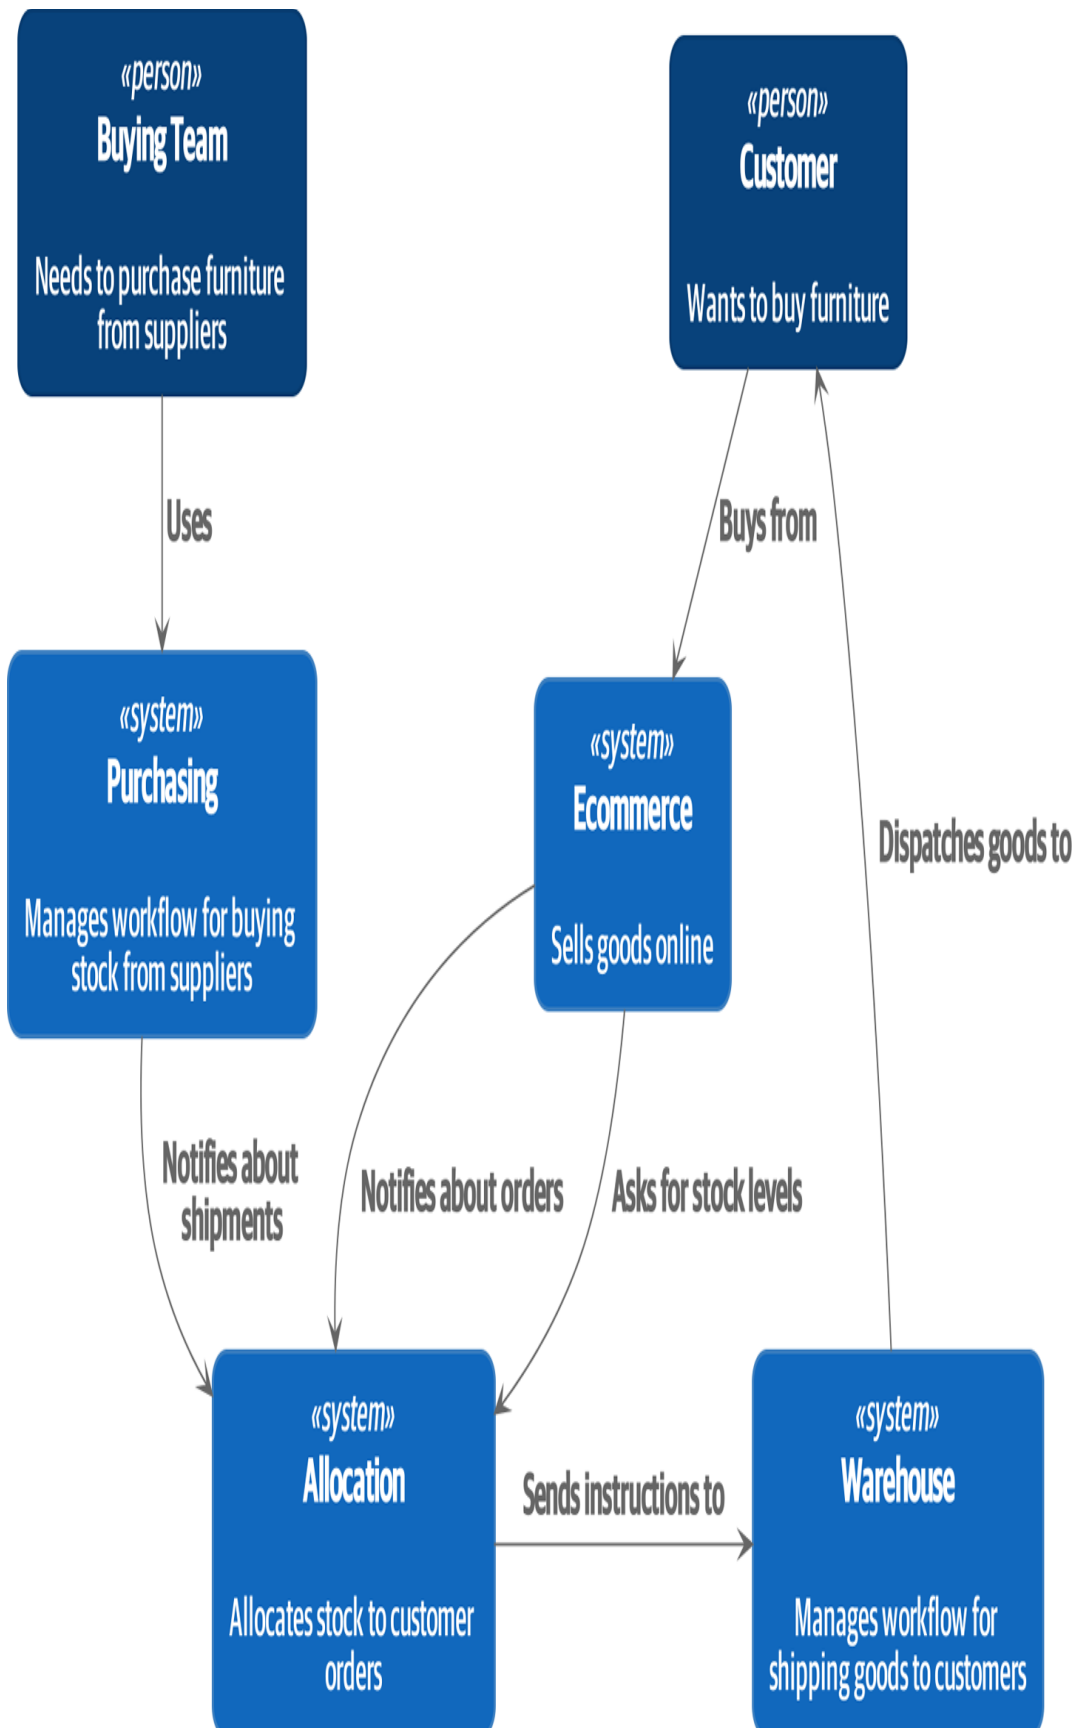 «person»
Buying Team
Needs to purchase furniture
from suppliers
«person»
Customer
Wants to buy furniture
Uses
Buys from
«system»
Purchasing
Manages workflow for buying
stock from suppliers
«system»
Ecommerce
Sells goods online
Dispatches goods to
Notifies about
shipments
Notifies about orders
Asks for stock levels
«system»
Allocation
Allocates stock to customer
orders
Sends instructions to
«system»
Warehouse
Manages workflow for
shipping goods to customers